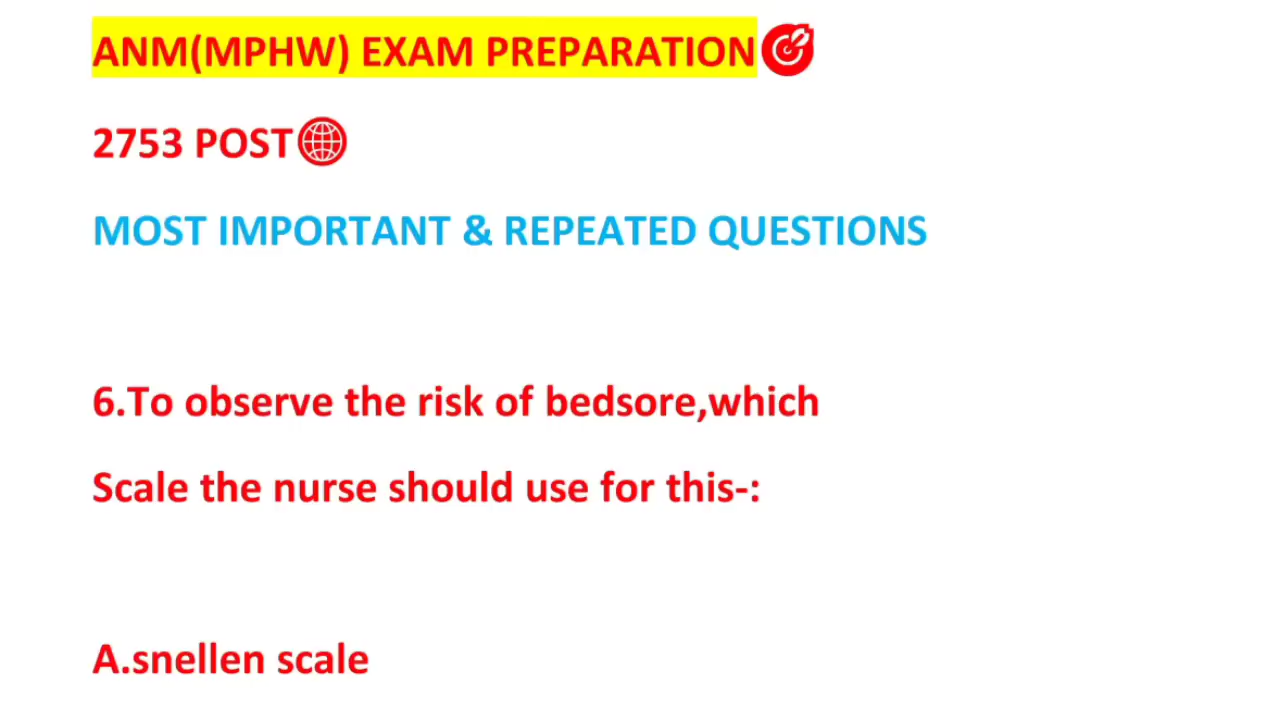 ANM(MPHW) EXAM PREPARATION
2753 POST
MOST IMPORTANT & REPEATED QUESTIONS
6.To observe the risk of bedsore,which
Scale the nurse should use for this-:
A.snellen scale